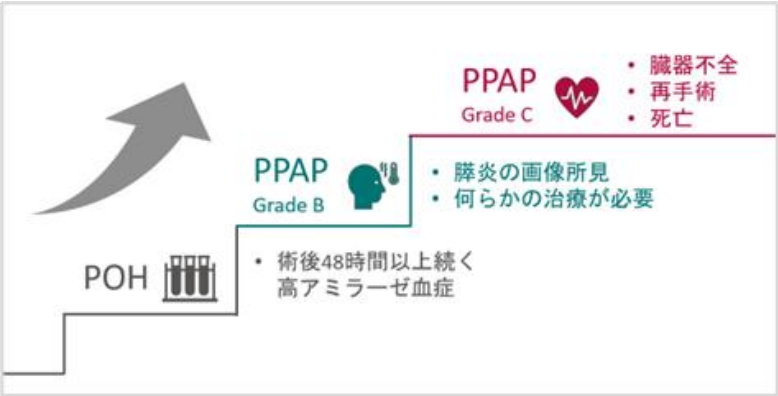 PPAP
Grade C
• 臓器不全
• 再手術
• 死亡
PPAP
Grade B
• 膵炎の画像所見
• 何らかの治療が必要
POH
• 術後48時間以上続く
高アミラーゼ血症